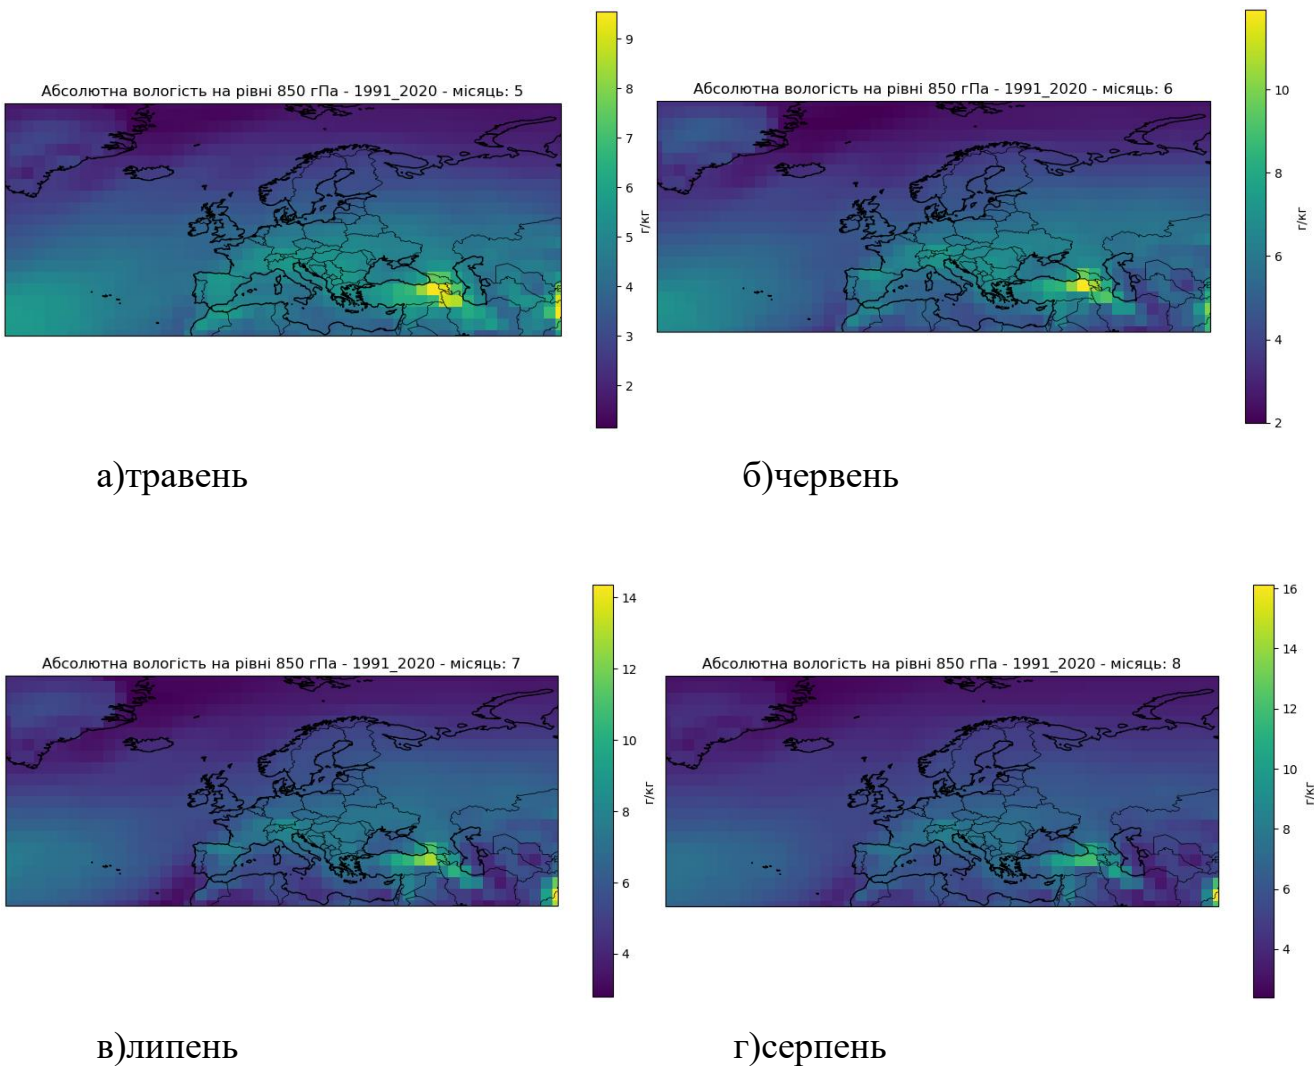 Абсолютна вологість на рівні 850 гПа - 1991_2020 - місяць: 5
9
8
7
6
5
4
3
2
г/кг
Абсолютна вологість на рівні 850 гПа - 1991_2020 - місяць: 6
10
8
6
4
2
г/кг
а)травень
б)червень
Абсолютна вологість на рівні 850 гПа - 1991_2020 - місяць: 7
14
12
10
8
6
4
г/кг
Абсолютна вологість на рівні 850 гПа - 1991_2020 - місяць: 8
16
14
12
10
8
6
4
г/кг
в)липень
г)серпень